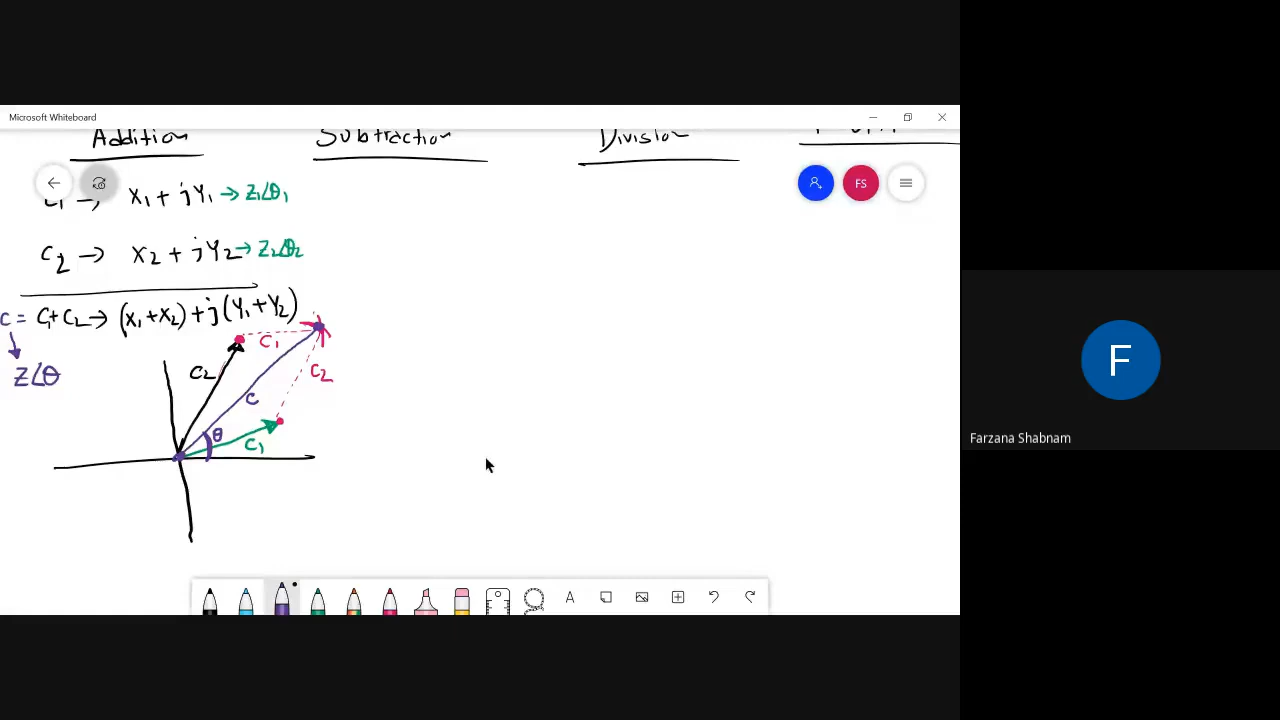 Microsoft Whiteboard
Addition Subtraction Division
x₁ + jY₁ → Z₁∠θ₁
FS
C₂ → x₂ + jY₂ → Z₂∠θ₂
C = C₁+C₂ → (x₁+x₂) + j(Y₁+Y₂)
Z∠θ
C₁
C₂
C₂
C
θ
C₁
F
Farzana Shabnam
A